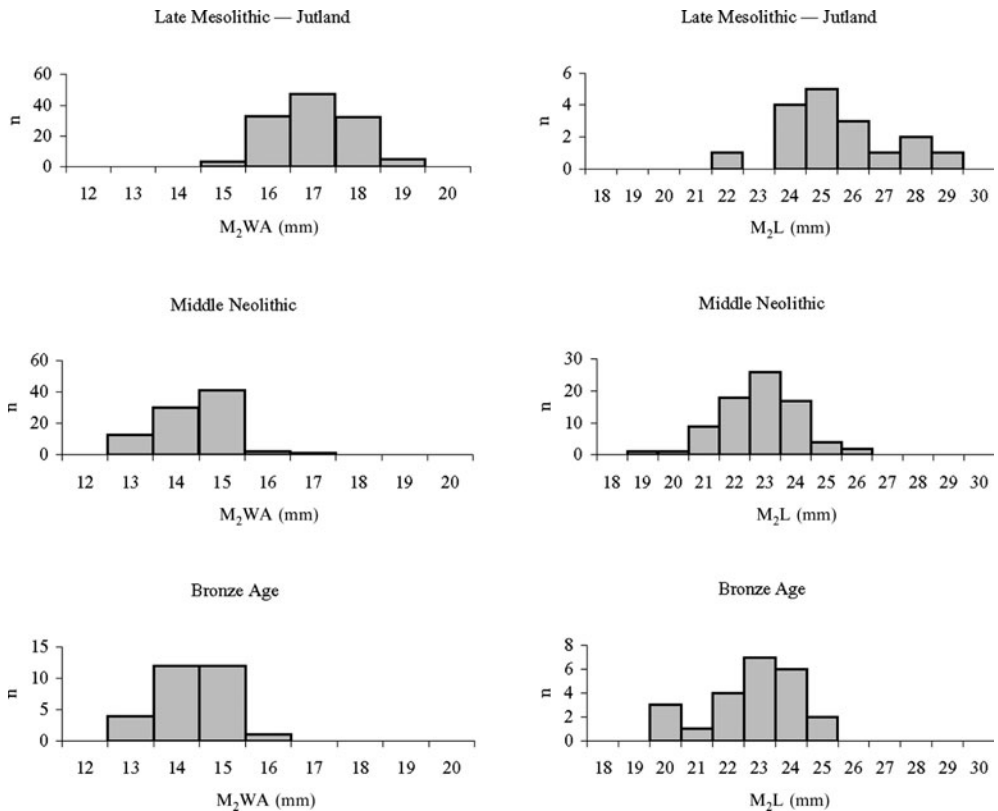 Late Mesolithic — Jutland
60
40
20
0
n
12 13 14 15 16 17 18 19 20
M₂WA (mm)
Late Mesolithic — Jutland
6
4
2
0
n
18 19 20 21 22 23 24 25 26 27 28 29 30
M₂L (mm)
Middle Neolithic
60
40
20
0
n
12 13 14 15 16 17 18 19 20
M₂WA (mm)
Middle Neolithic
30
20
10
0
n
18 19 20 21 22 23 24 25 26 27 28 29 30
M₂L (mm)
Bronze Age
15
10
5
0
n
12 13 14 15 16 17 18 19 20
M₂WA (mm)
Bronze Age
8
6
4
2
0
n
18 19 20 21 22 23 24 25 26 27 28 29 30
M₂L (mm)